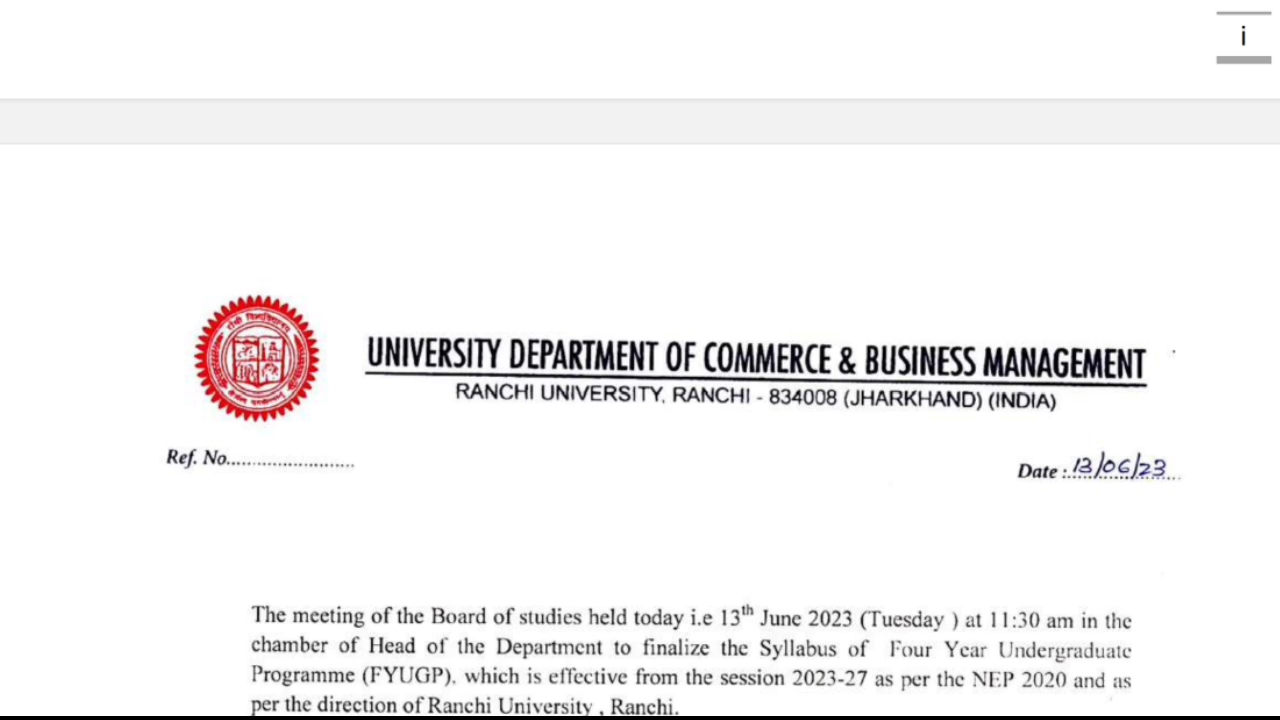 i
राँची विश्वविद्यालय
UNIVERSITY DEPARTMENT OF COMMERCE & BUSINESS MANAGEMENT
RANCHI UNIVERSITY, RANCHI - 834008 (JHARKHAND) (INDIA)
Ref. No..........................
Date : 13/06/23
The meeting of the Board of studies held today i.e 13th June 2023 (Tuesday ) at 11:30 am in the
chamber of Head of the Department to finalize the Syllabus of Four Year Undergraduate
Programme (FYUGP), which is effective from the session 2023-27 as per the NEP 2020 and as
per the direction of Ranchi University , Ranchi.